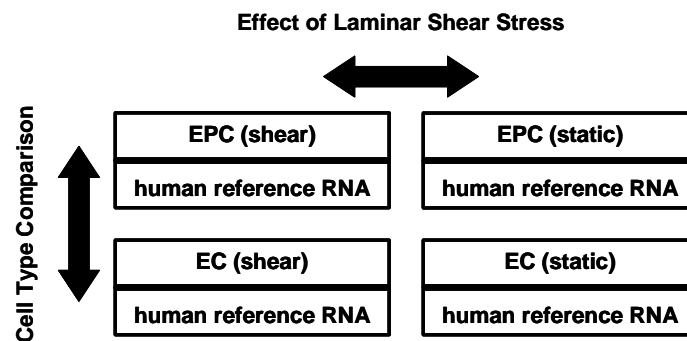 Effect of Laminar Shear Stress
Cell Type Comparison
EPC (shear)
human reference RNA
EPC (static)
human reference RNA
EC (shear)
human reference RNA
EC (static)
human reference RNA